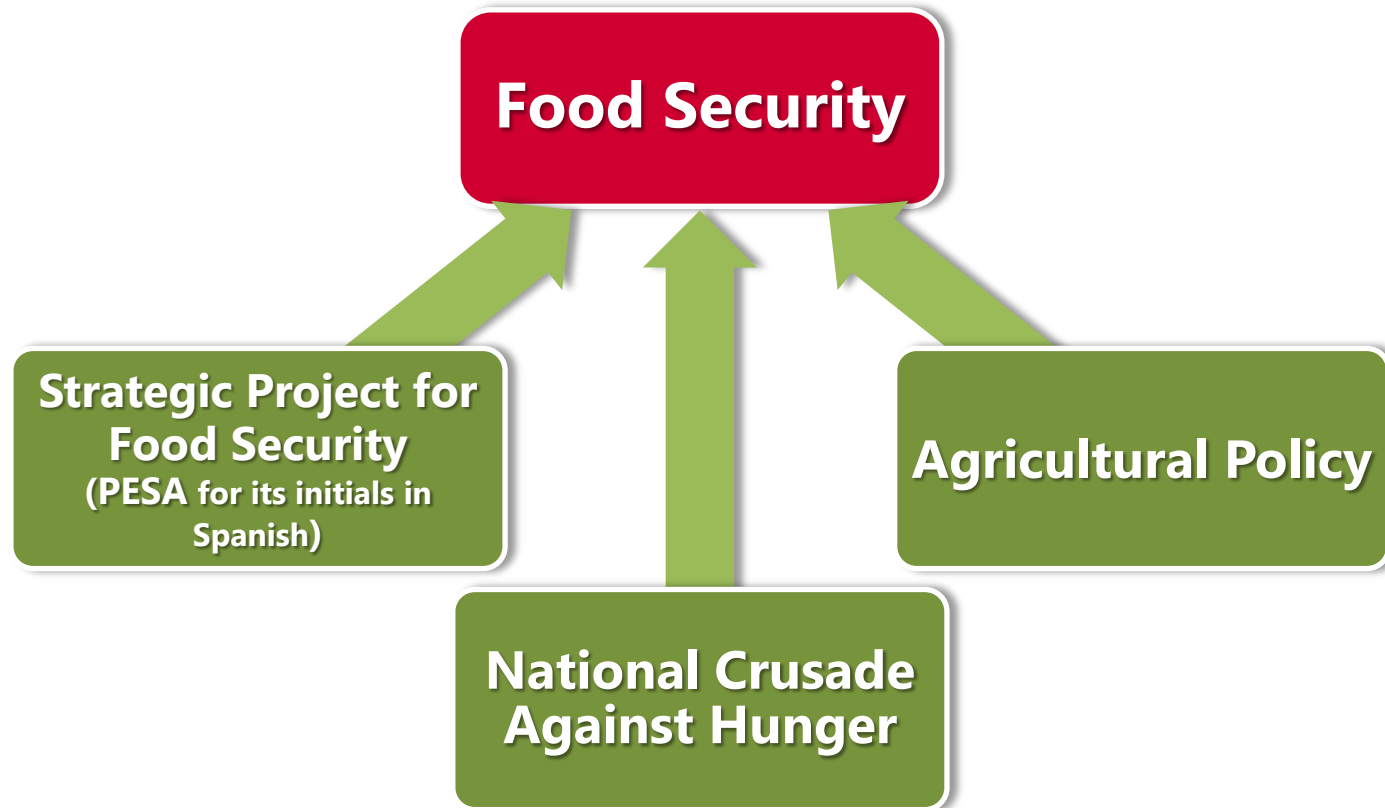 Food Security
Strategic Project for
Food Security
(PESA for its initials in
Spanish)
Agricultural Policy
National Crusade
Against Hunger